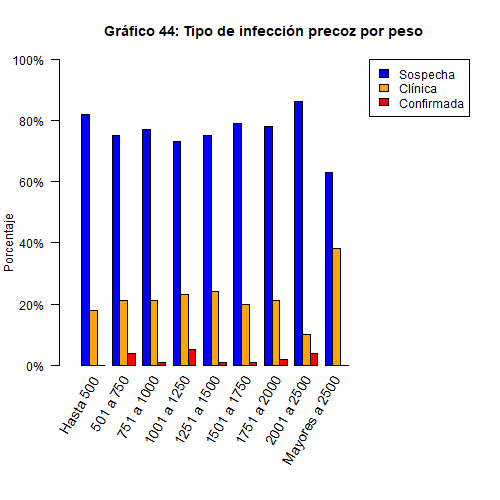 Gráfico 44: Tipo de infección precoz por peso
Sospecha
Clínica
Confirmada
Porcentaje
100%
80%
60%
40%
20%
0%
Hasta 500
501 a 750
751 a 1000
1001 a 1250
1251 a 1500
1501 a 1750
1751 a 2000
2001 a 2500
Mayores a 2500